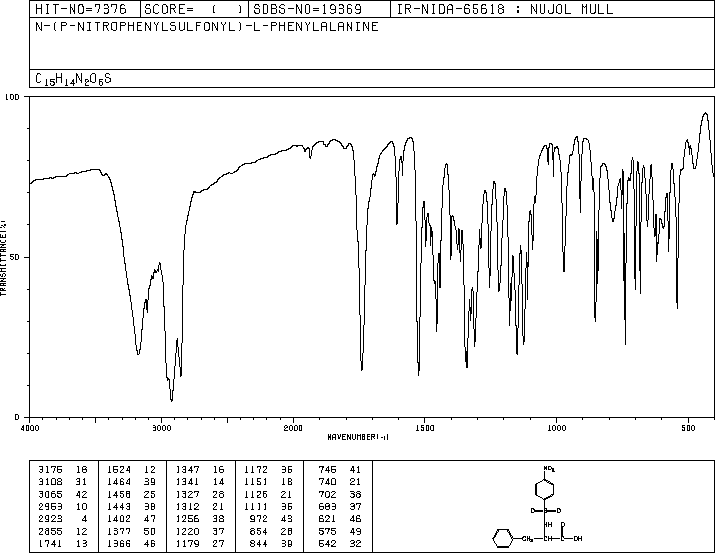 HIT-NO=7376 SCORE= ( ) SDBS-NO=19369 IR-NIDA-65618 : NUJOL MULL
N-(P-NITROPHENYLSULFONYL)-L-PHENYLALANINE
C15H14N2O6S
100
50
0
TRANSMITTANCE(%)
4000 3000 2000 1500 1000 500
WAVENUMBER(-1)
3175 18 1524 12 1347 16 1172 35 745 41
3108 31 1464 39 1341 14 1151 18 740 21
3065 42 1458 25 1327 28 1126 21 702 38
2953 10 1443 38 1312 21 1111 35 689 37
2923 4 1402 47 1256 38 972 43 621 46
2855 12 1377 50 1220 37 854 28 575 49
1741 13 1366 46 1179 27 844 39 542 32
NO2
O S O
NH
O
CH2 CH C OH